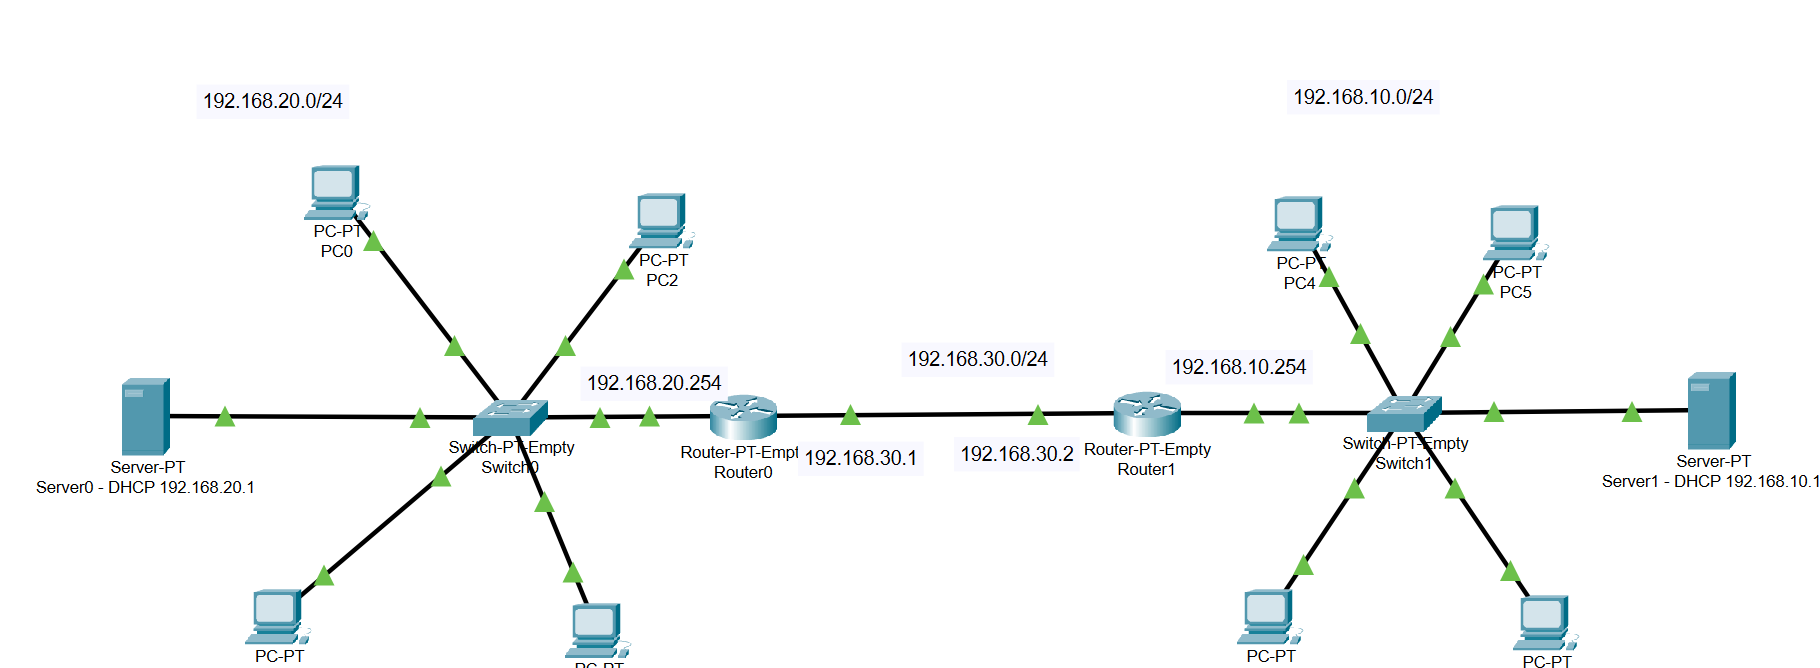 192.168.20.0/24
192.168.10.0/24
PC-PT
PC0
PC-PT
PC2
PC-PT
PC4
PC-PT
PC5
192.168.20.254
192.168.30.0/24
192.168.10.254
Server-PT
Server0 - DHCP 192.168.20.1
Switch-PT-Empty
Switch0
Router-PT-Empt
Router0
192.168.30.1
192.168.30.2
Router-PT-Empty
Router1
Switch-PT-Empty
Switch1
Server-PT
Server1 - DHCP 192.168.10.1
PC-PT
PC-PT
PC-PT
PC-PT